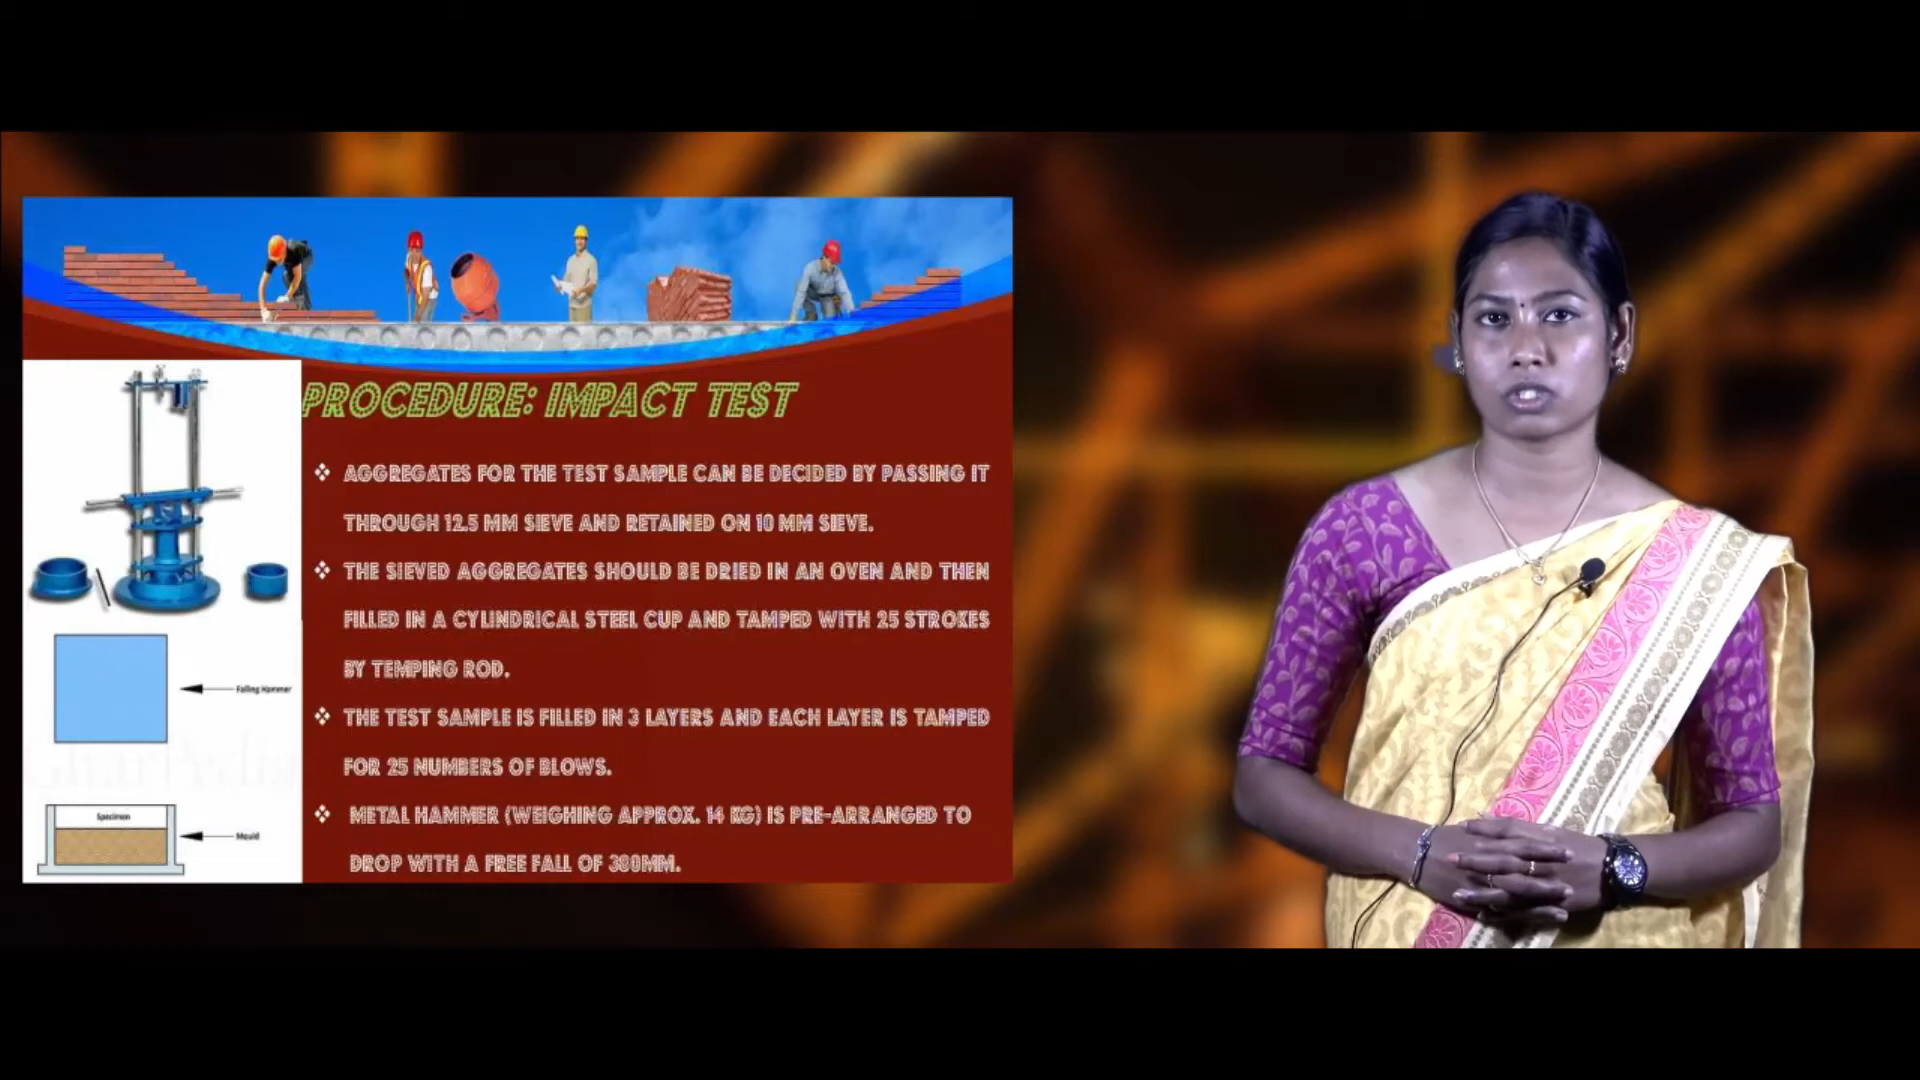 PROCEDURE: IMPACT TEST
❖ AGGREGATES FOR THE TEST SAMPLE CAN BE DECIDED BY PASSING IT
THROUGH 12.5 MM SIEVE AND RETAINED ON 10 MM SIEVE.
❖ THE SIEVED AGGREGATES SHOULD BE DRIED IN AN OVEN AND THEN
FILLED IN A CYLINDRICAL STEEL CUP AND TAMPED WITH 25 STROKES
BY TEMPING ROD.
❖ THE TEST SAMPLE IS FILLED IN 3 LAYERS AND EACH LAYER IS TAMPED
FOR 25 NUMBERS OF BLOWS.
❖ METAL HAMMER (WEIGHING APPROX. 14 KG) IS PRE-ARRANGED TO
DROP WITH A FREE FALL OF 380MM.
Falling Hammer
Specimen
Mould